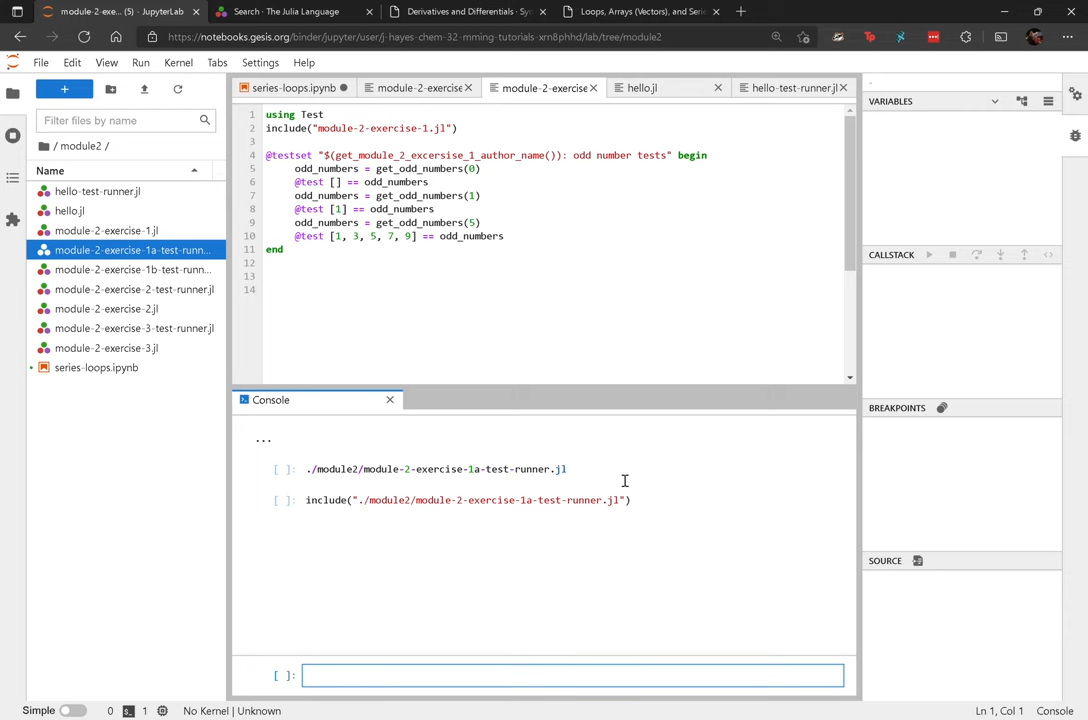 module-2-exe... (5) - JupyterLab
Search · The Julia Language
Derivatives and Differentials · Sy
Loops, Arrays (Vectors), and Serie
https://notebooks.gesis.org/binder/jupyter/user/j-hayes-chem-32-mming-tutorials-xrn8phhd/lab/tree/module2
File Edit View Run Kernel Tabs Settings Help
series-loops.ipynb
module-2-exercise
module-2-exercise
hello.jl
hello-test-runner.jl
Filter files by name
/ module2 /
Name
hello-test-runner.jl
hello.jl
module-2-exercise-1.jl
module-2-exercise-1a-test-runn...
module-2-exercise-1b-test-runn...
module-2-exercise-2-test-runner.jl
module-2-exercise-2.jl
module-2-exercise-3-test-runner.jl
module-2-exercise-3.jl
series-loops.ipynb
1 using Test
2 include("module-2-exercise-1.jl")
3
4 @testset "$(get_module_2_excersise_1_author_name()): odd number tests" begin
5 odd_numbers = get_odd_numbers(0)
6 @test [] == odd_numbers
7 odd_numbers = get_odd_numbers(1)
8 @test [1] == odd_numbers
9 odd_numbers = get_odd_numbers(5)
10 @test [1, 3, 5, 7, 9] == odd_numbers
11 end
12
13
14
Console
...
[ ]: ./module2/module-2-exercise-1a-test-runner.jl
[ ]: include("./module2/module-2-exercise-1a-test-runner.jl")
[ ]:
VARIABLES
CALLSTACK
BREAKPOINTS
SOURCE
Simple 0 1 No Kernel | Unknown
Ln 1, Col 1 Console